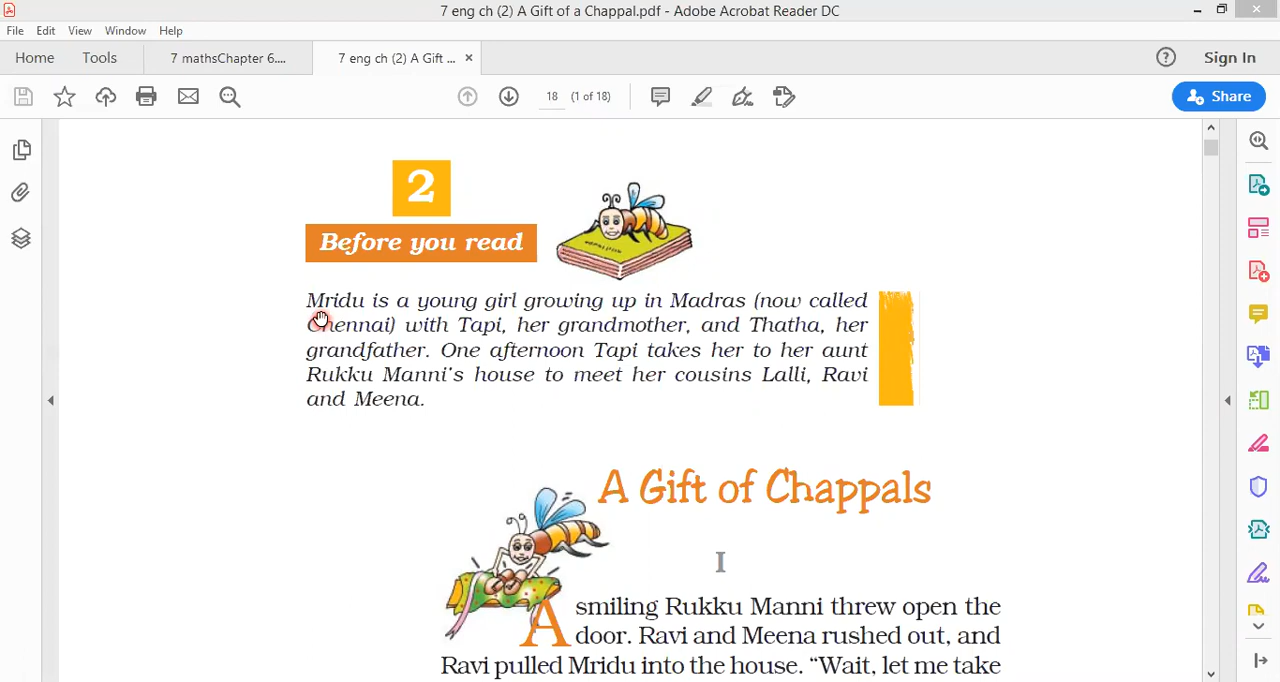 7 eng ch (2) A Gift of a Chappal.pdf - Adobe Acrobat Reader DC
File Edit View Window Help
Home Tools 7 mathsChapter 6.... 7 eng ch (2) A Gift ... × Sign In
18 (1 of 18) Share
2
Before you read
Mridu is a young girl growing up in Madras (now called
Chennai) with Tapi, her grandmother, and Thatha, her
grandfather. One afternoon Tapi takes her to her aunt
Rukku Manni's house to meet her cousins Lalli, Ravi
and Meena.
A Gift of Chappals
I
A smiling Rukku Manni threw open the
door. Ravi and Meena rushed out, and
Ravi pulled Mridu into the house. “Wait, let me take